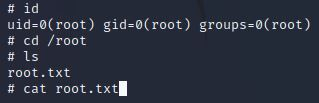 # id
uid=0(root) gid=0(root) groups=0(root)
# cd /root
# ls
root.txt
# cat root.txt